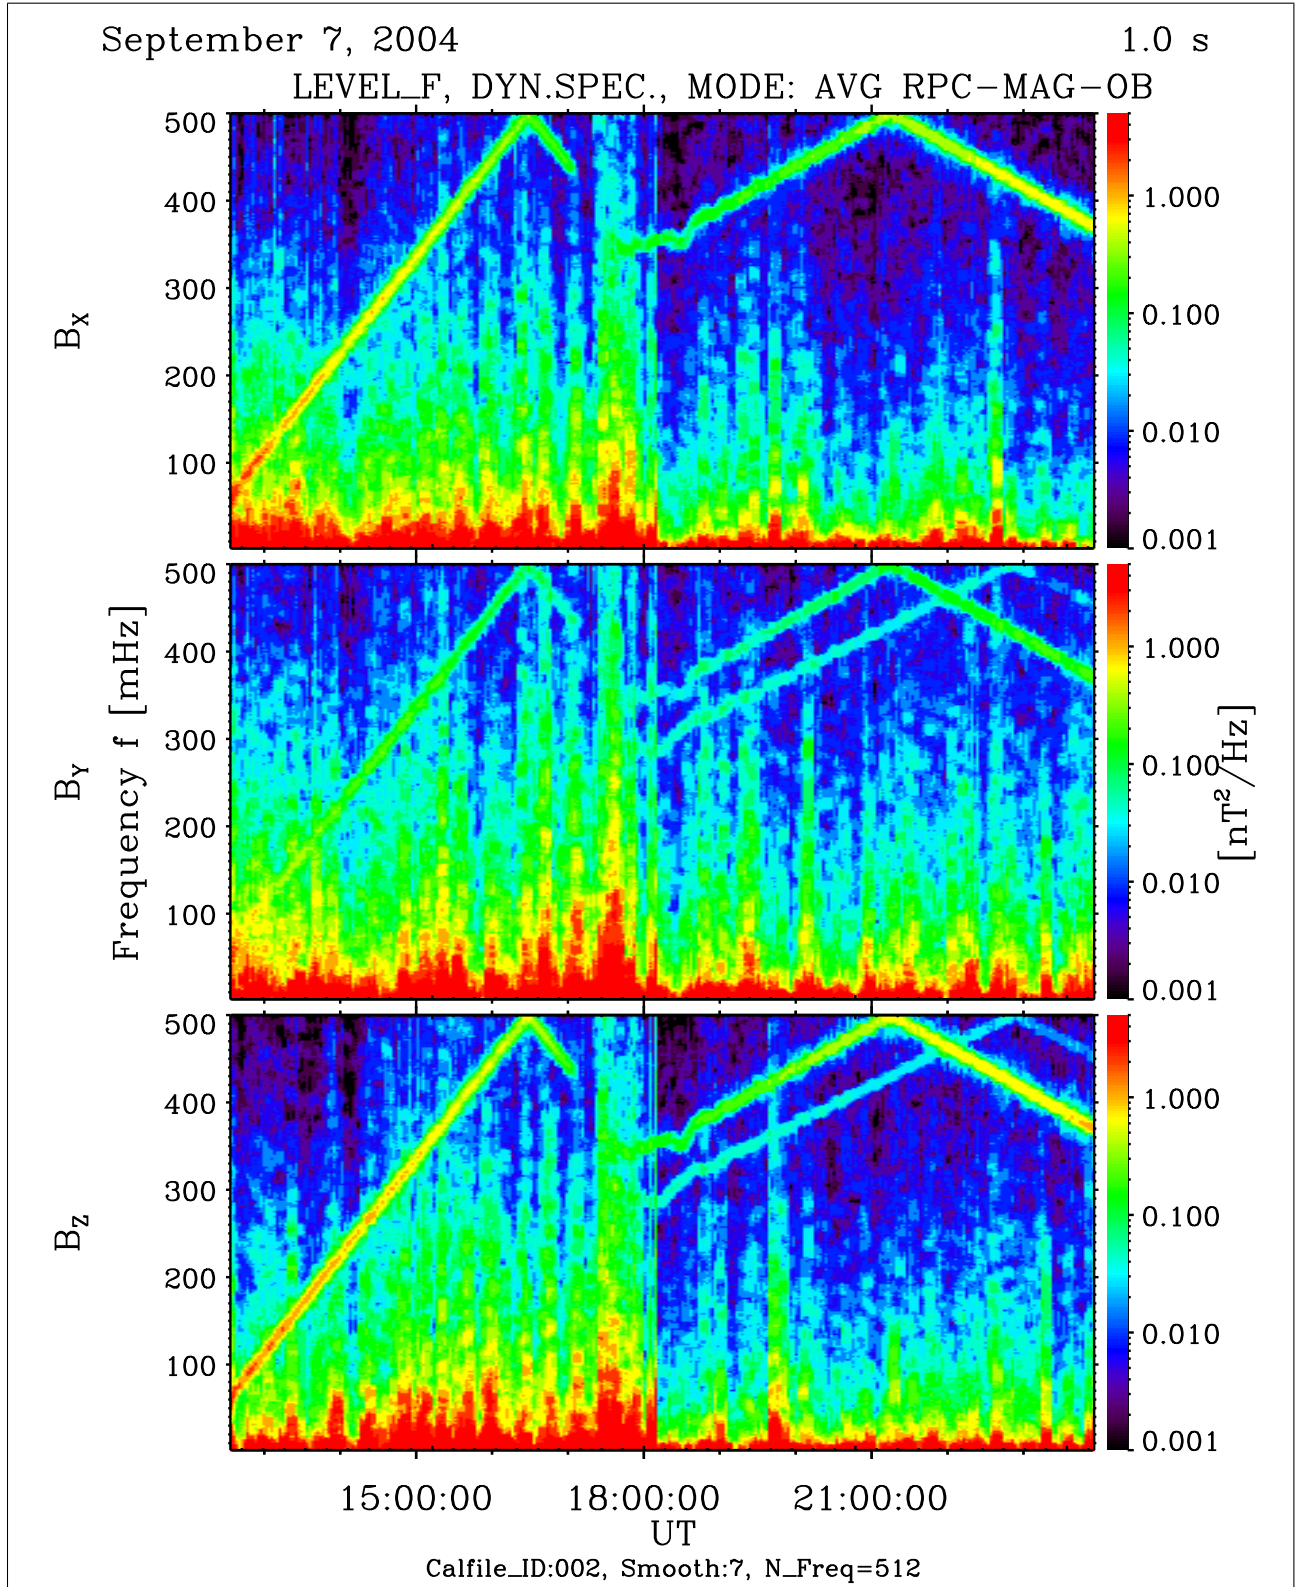 September 7, 2004 1.0 s
LEVEL_F, DYN.SPEC., MODE: AVG RPC-MAG-OB
500
400
300
200
100
B_X
1.000
0.100
0.010
0.001
500
400
300
200
100
B_Y
Frequency f [mHz]
1.000
0.100
0.010
0.001
[nT²/Hz]
500
400
300
200
100
B_Z
1.000
0.100
0.010
0.001
15:00:00 18:00:00 21:00:00
UT
Calfile_ID:002, Smooth:7, N_Freq=512